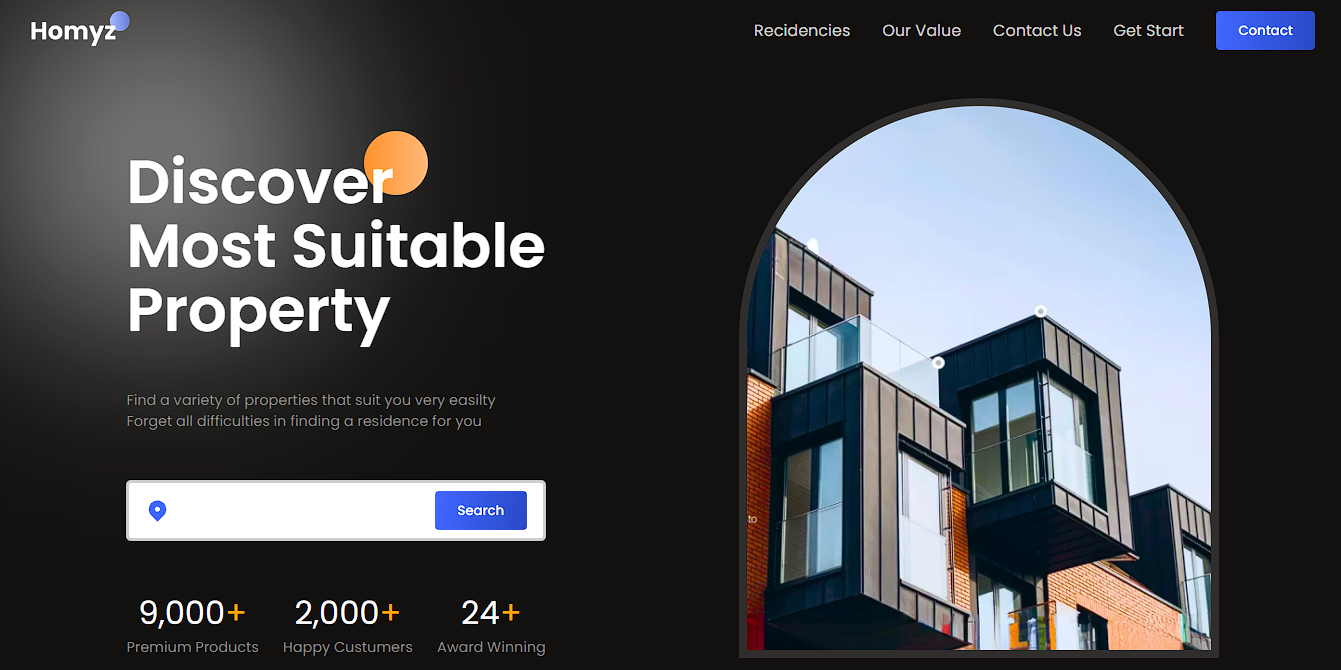 Homyz
Recidencies
Our Value
Contact Us
Get Start
Contact
Discover
Most Suitable
Property
Find a variety of properties that suit you very easilty
Forget all difficulties in finding a residence for you
Search
to
9,000+
2,000+
24+
Premium Products
Happy Custumers
Award Winning